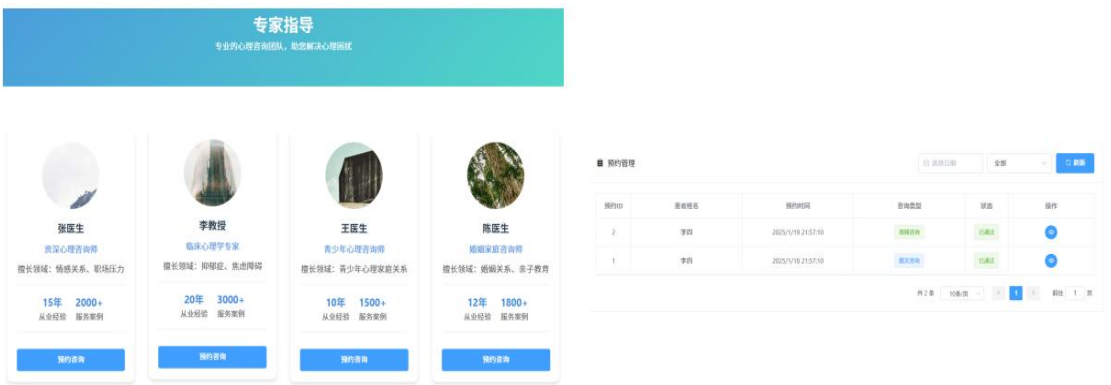 专家指导
专业的心理咨询团队，助您解决心理困扰
张医生
资深心理咨询师
擅长领域：情感关系、职场压力
15年 2000+
从业经验 服务案例
预约咨询
李教授
临床心理学专家
擅长领域：抑郁症、焦虑障碍
20年 3000+
从业经验 服务案例
预约咨询
王医生
青少年心理咨询师
擅长领域：青少年心理家庭关系
10年 1500+
从业经验 服务案例
预约咨询
陈医生
婚姻家庭咨询师
擅长领域：婚姻关系、亲子教育
12年 1800+
从业经验 服务案例
预约咨询
预约管理
选择日期 全部 刷新
预约ID 患者姓名 预约时间 咨询类型 状态 操作
2 李四 2025/1/19 21:57:10 视频咨询 已通过
1 李四 2025/1/18 21:57:10 图文咨询 已通过
共 2 条 10条/页 1 前往 1 页